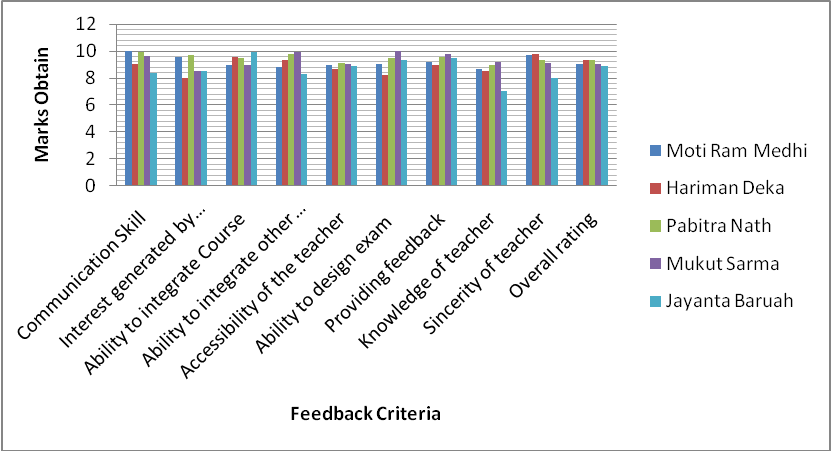 Marks Obtain
12
10
8
6
4
2
0
Communication Skill
Interest generated by...
Ability to integrate Course
Ability to integrate other ...
Accessibility of the teacher
Ability to design exam
Providing feedback
Knowledge of teacher
Sincerity of teacher
Overall rating
Feedback Criteria
Moti Ram Medhi
Hariman Deka
Pabitra Nath
Mukut Sarma
Jayanta Baruah